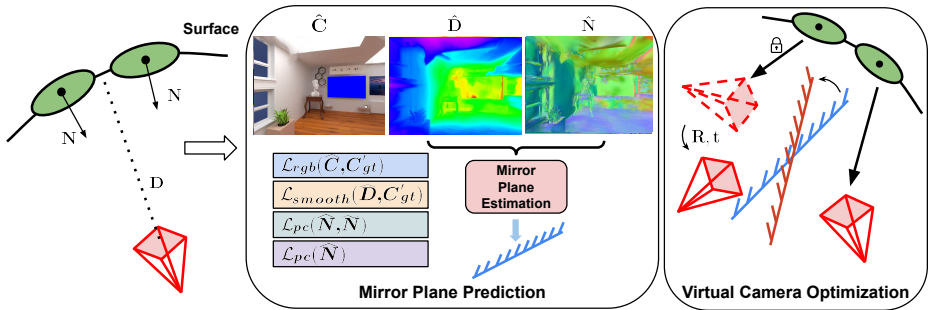 Surface
N
N
D
Ĉ
D̂
N̂
ℒrgb(Ĉ,C′gt)
ℒsmooth(D̂,C′gt)
ℒpc(N̂,Ñ)
ℒpc(N̂)
Mirror
Plane
Estimation
Mirror Plane Prediction
R, t
Virtual Camera Optimization